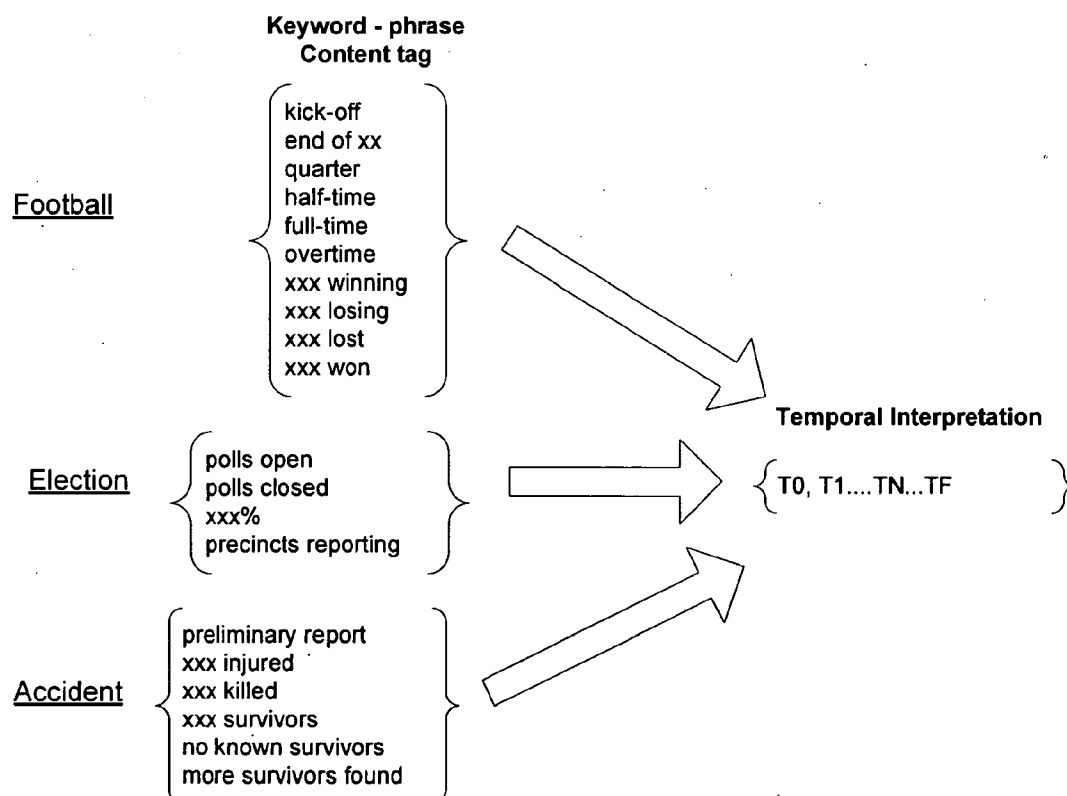 Keyword - phrase
Content tag
Football
kick-off
end of xx
quarter
half-time
full-time
overtime
xxx winning
xxx losing
xxx lost
xxx won
Temporal Interpretation
T0, T1....TN...TF
Election
polls open
polls closed
xxx%
precincts reporting
Accident
preliminary report
xxx injured
xxx killed
xxx survivors
no known survivors
more survivors found